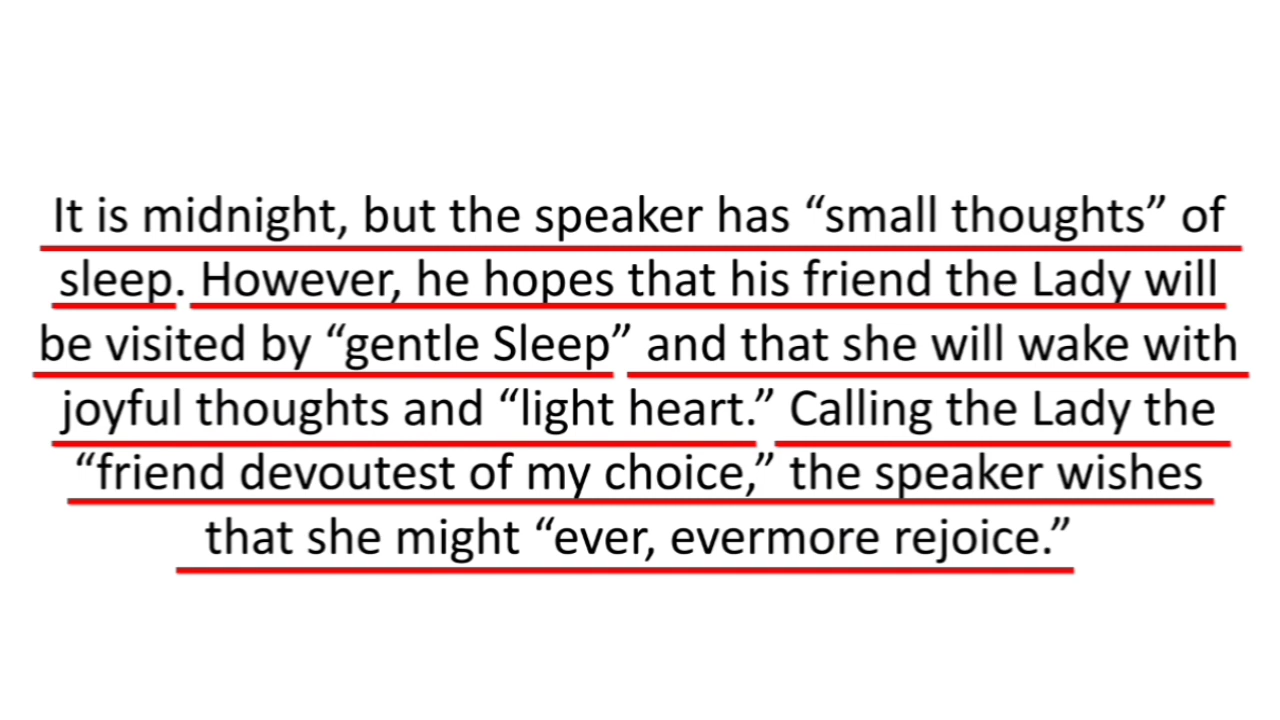 It is midnight, but the speaker has “small thoughts” of
sleep. However, he hopes that his friend the Lady will
be visited by “gentle Sleep” and that she will wake with
joyful thoughts and “light heart.” Calling the Lady the
“friend devoutest of my choice,” the speaker wishes
that she might “ever, evermore rejoice.”